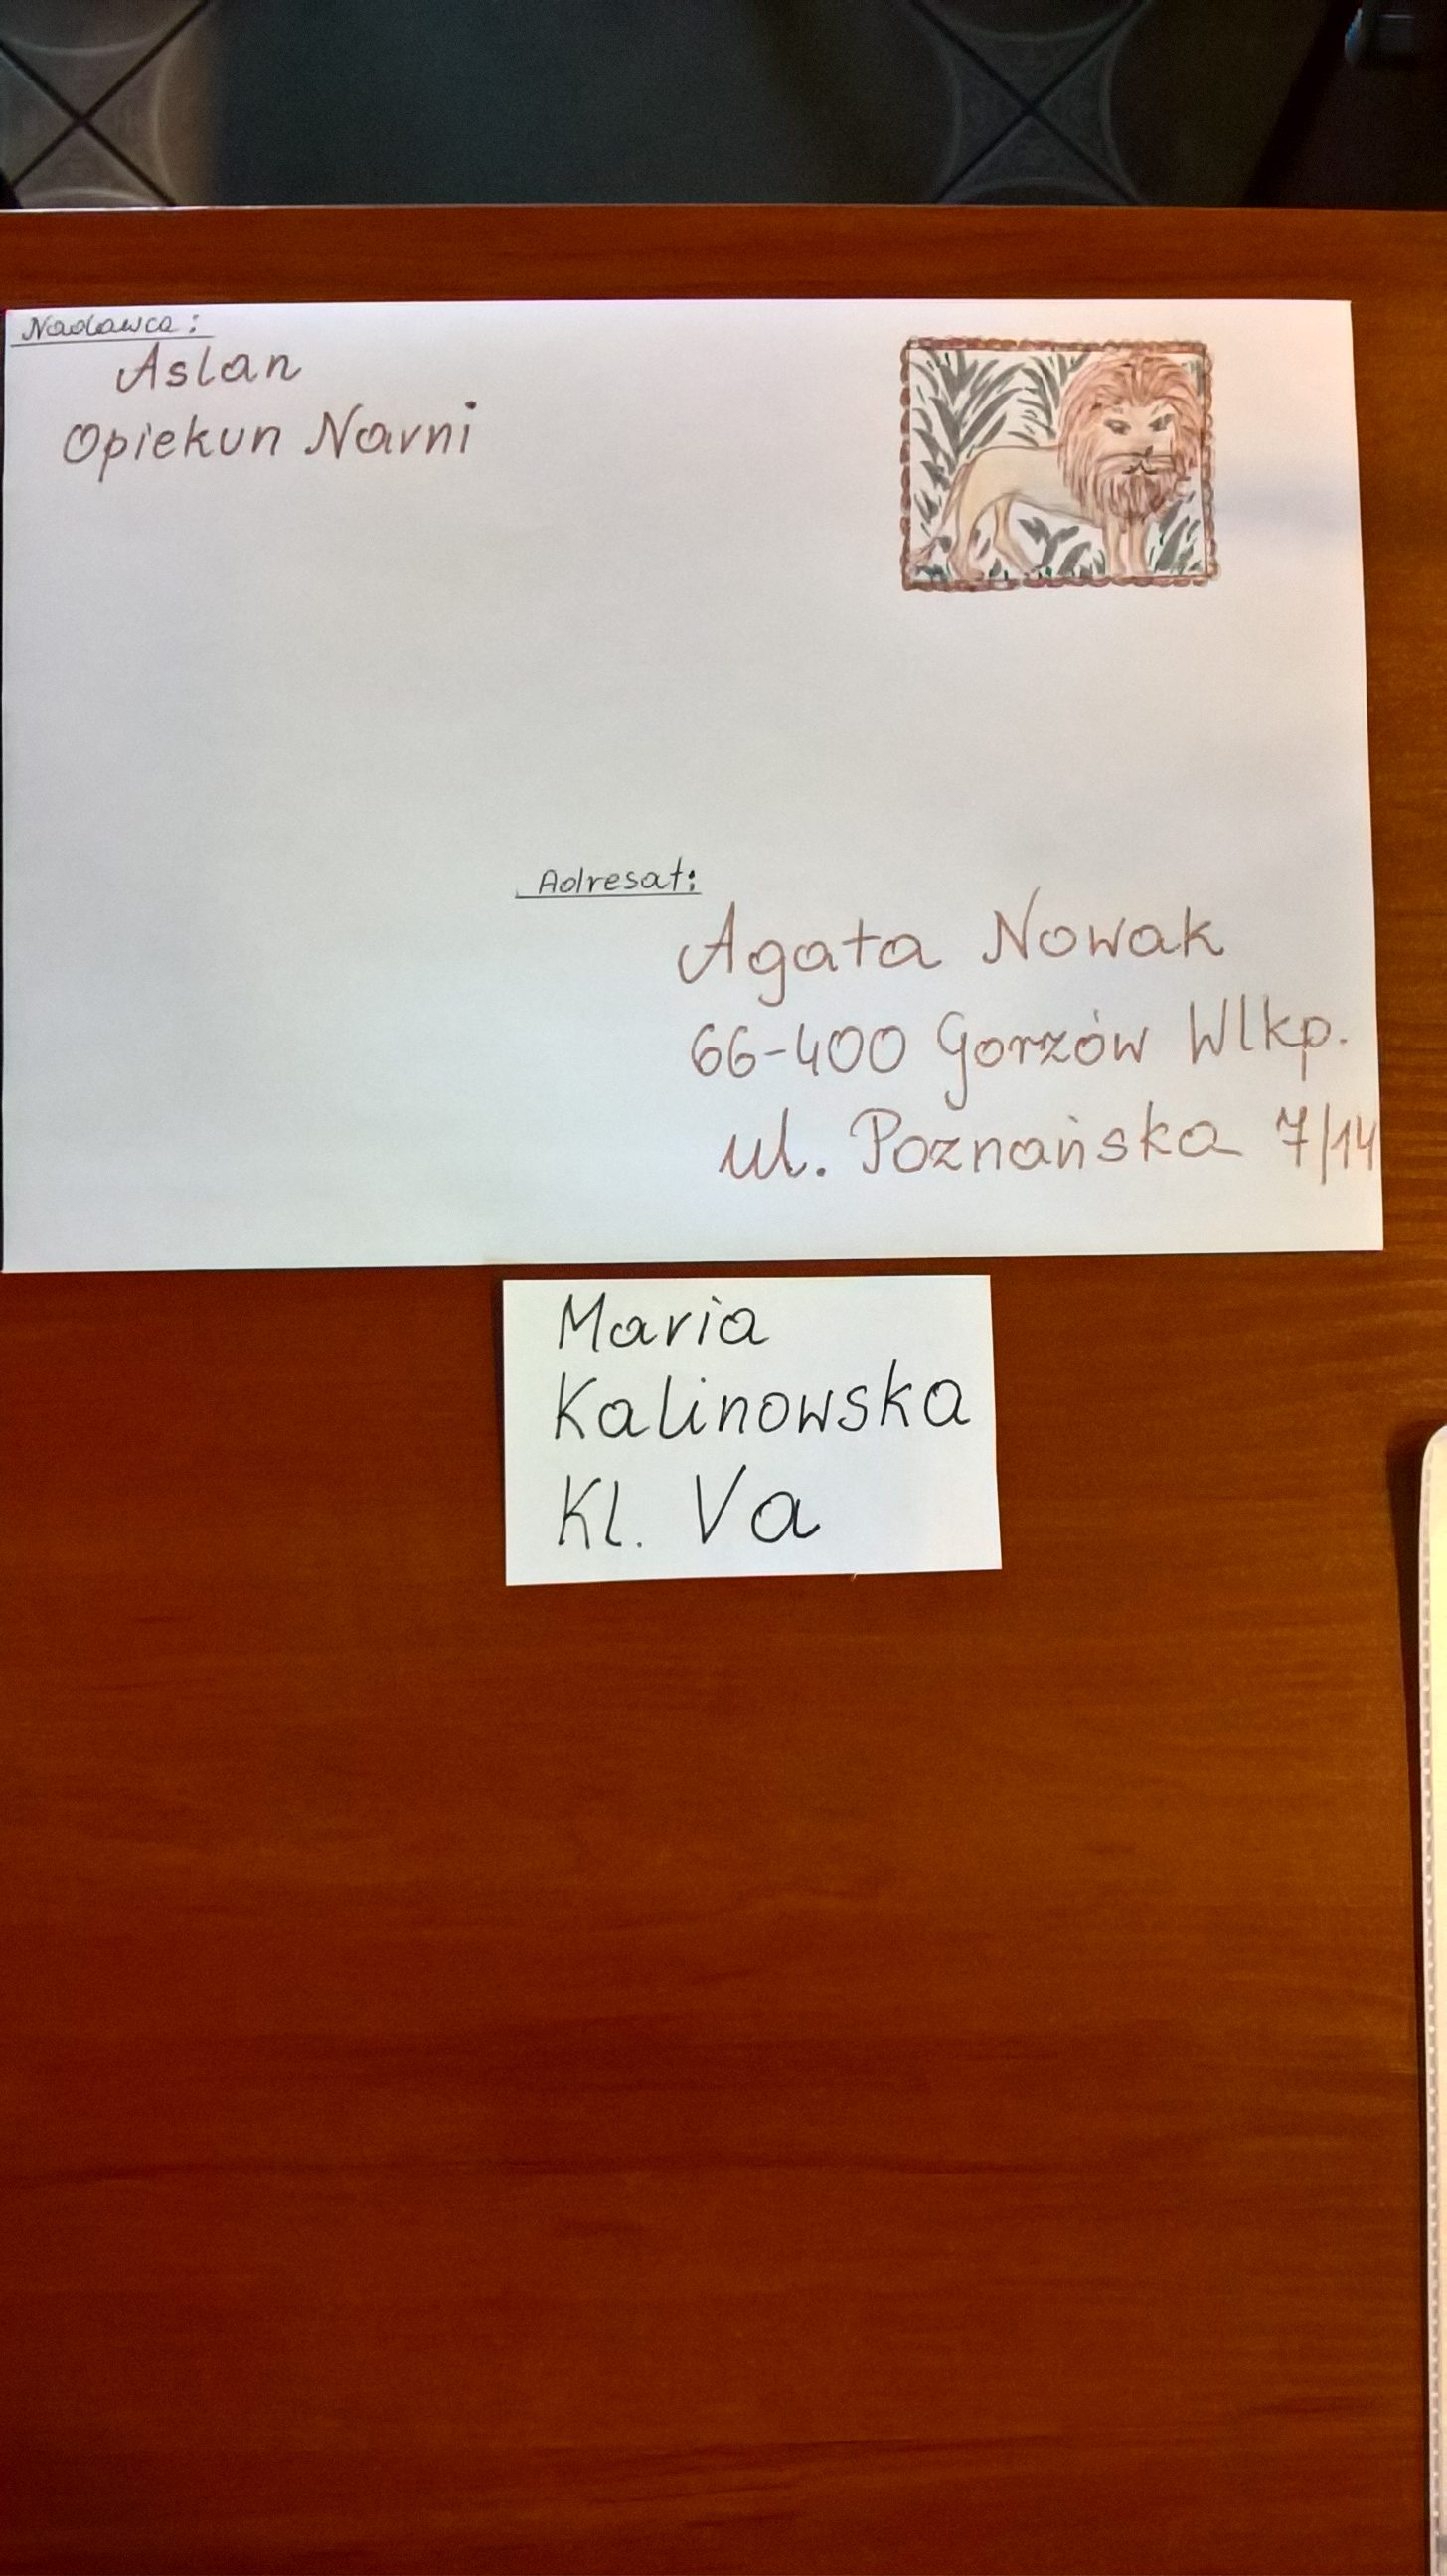 Nadawca:
Aslan
Opiekun Narni
Adresat:
Agata Nowak
66-400 Gorzów Wlkp.
ul. Poznańska 7/14
Maria
Kalinowska
Kl. Va